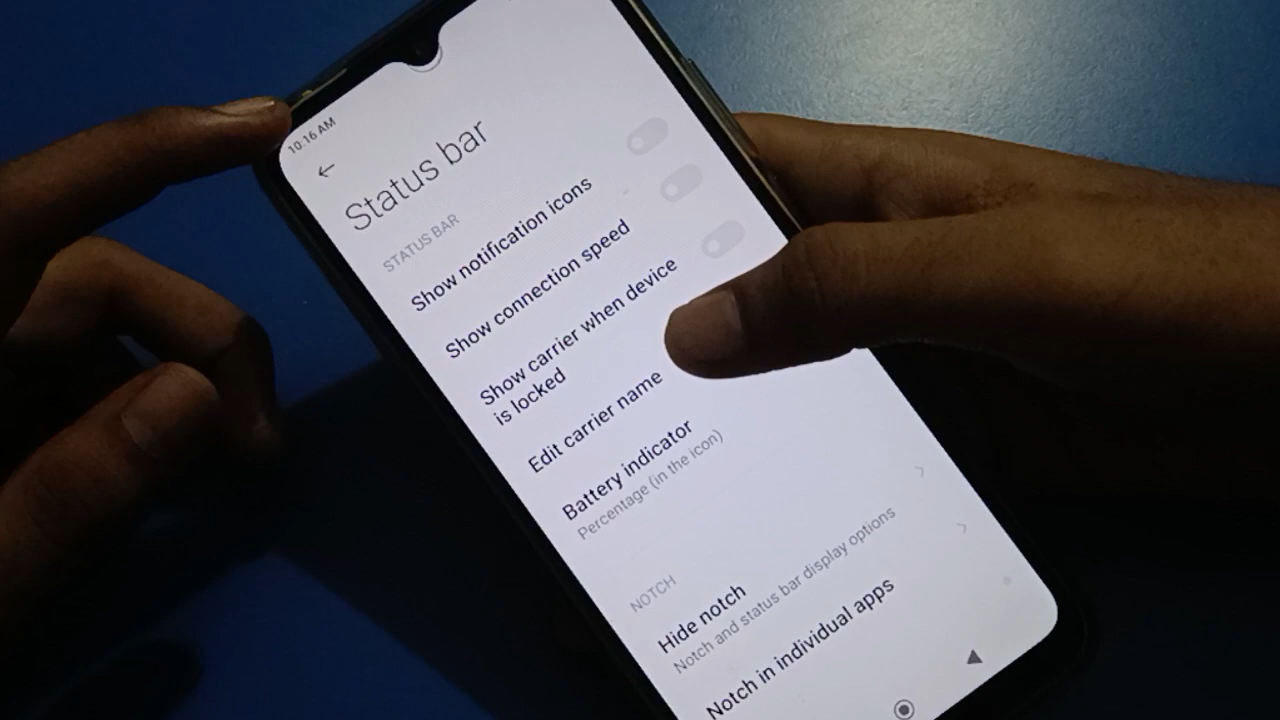 10:16 AM
Status bar
STATUS BAR
Show notification icons
Show connection speed
Show carrier when device
is locked
Edit carrier name
Battery indicator
Percentage (in the icon)
NOTCH
Hide notch
Notch and status bar display options
Notch in individual apps